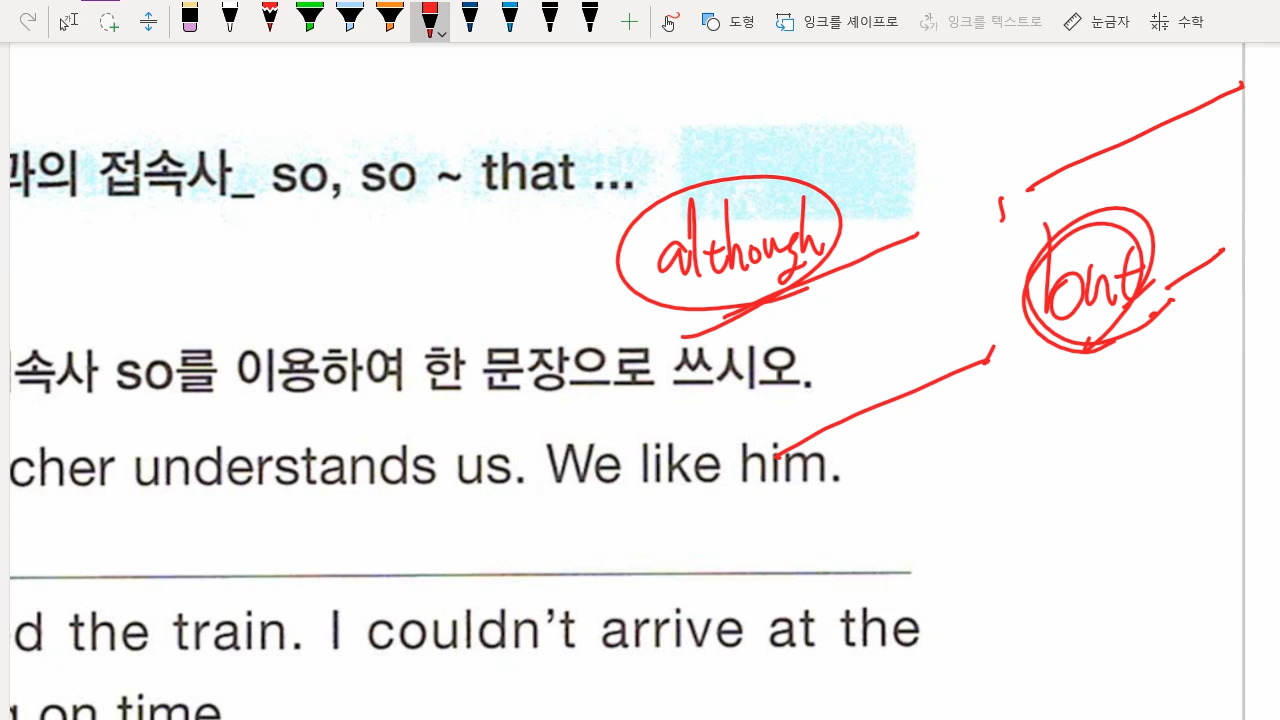 도형 잉크를 셰이프로 잉크를 텍스트로 눈금자 수학
과의 접속사_ so, so ~ that ...
although
but
속사 so를 이용하여 한 문장으로 쓰시오.
cher understands us. We like him.
d the train. I couldn't arrive at the
on time